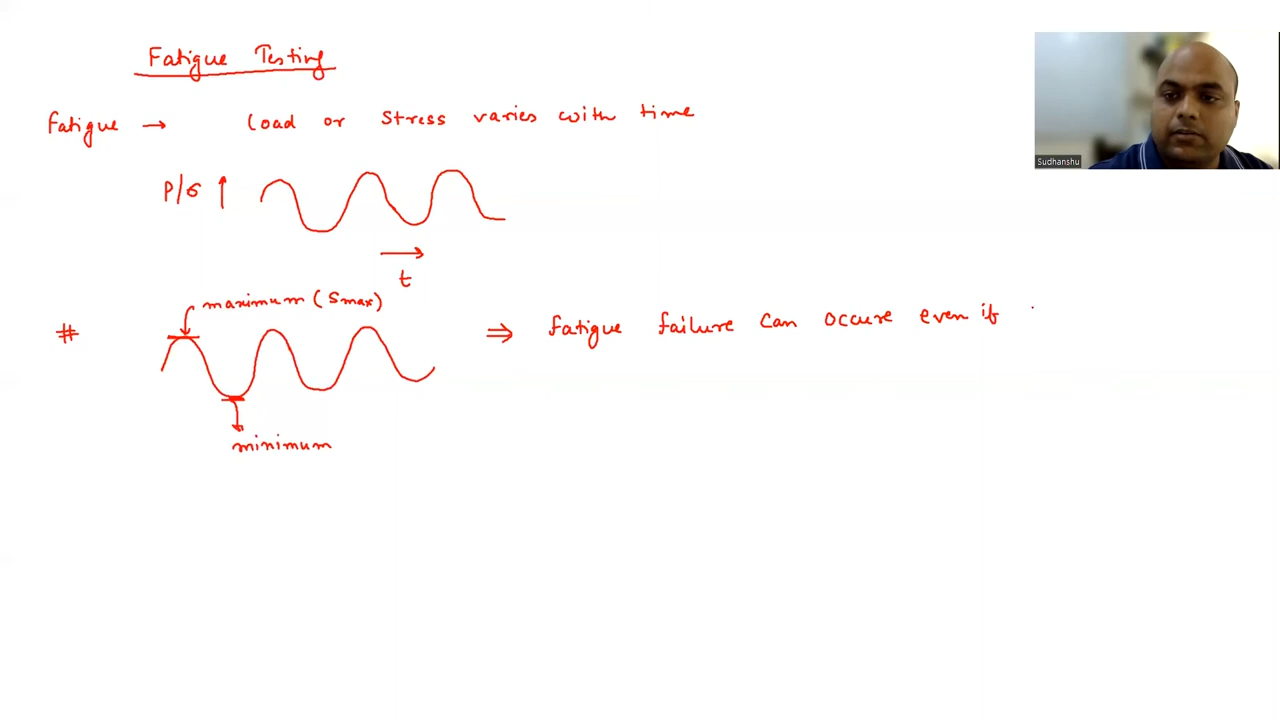 Fatigue Testing
Fatigue → Load or Stress varies with time
P/σ ↑
t
maximum (Smax)
# ⇒ Fatigue failure can occure even if
minimum
Sudhanshu